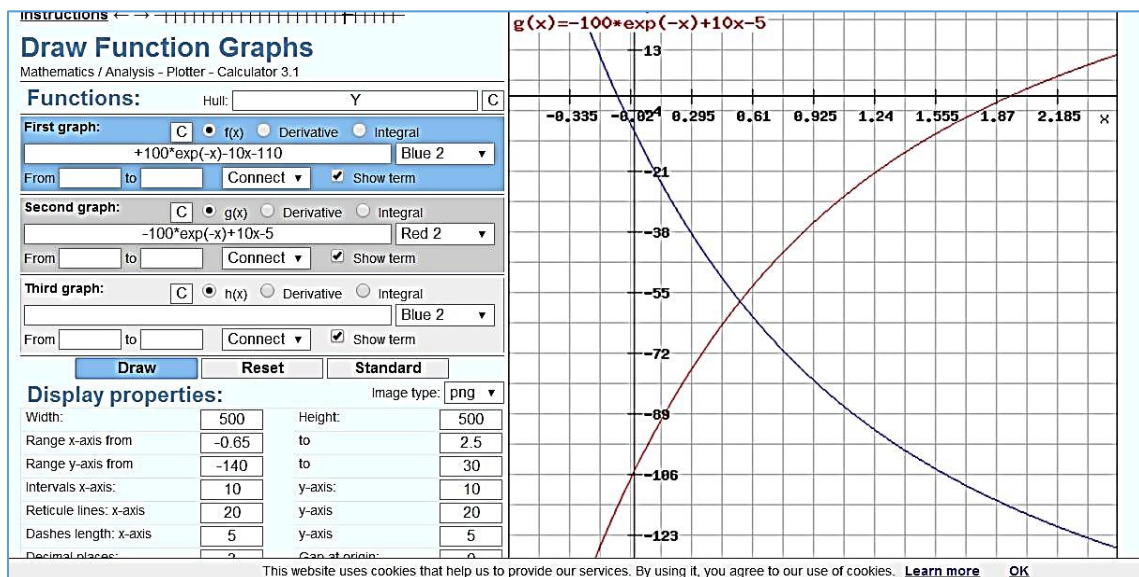 Instructions ← →
g(x)=-100*exp(-x)+10x-5
Draw Function Graphs
Mathematics / Analysis - Plotter - Calculator 3.1
Functions: Hull: Y C
First graph: C f(x) Derivative Integral
+100*exp(-x)-10x-110 Blue 2
From to Connect Show term
Second graph: C g(x) Derivative Integral
-100*exp(-x)+10x-5 Red 2
From to Connect Show term
Third graph: C h(x) Derivative Integral
Blue 2
From to Connect Show term
Draw Reset Standard
Display properties: Image type: png
Width: 500 Height: 500
Range x-axis from -0.65 to 2.5
Range y-axis from -140 to 30
Intervals x-axis: 10 y-axis: 10
Reticule lines: x-axis 20 y-axis 20
Dashes length: x-axis 5 y-axis 5
Decimal places: Gap at origin:
13
-4
-0.335 0.295 0.61 0.925 1.24 1.555 1.87 2.185 x
-21
-38
-55
-72
-89
-106
-123
This website uses cookies that help us to provide our services. By using it, you agree to our use of cookies. Learn more OK